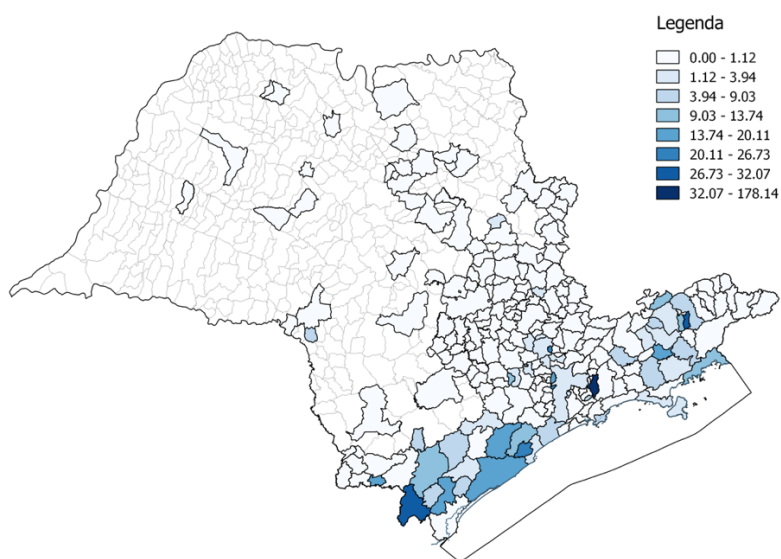 Legenda
0.00 - 1.12
1.12 - 3.94
3.94 - 9.03
9.03 - 13.74
13.74 - 20.11
20.11 - 26.73
26.73 - 32.07
32.07 - 178.14